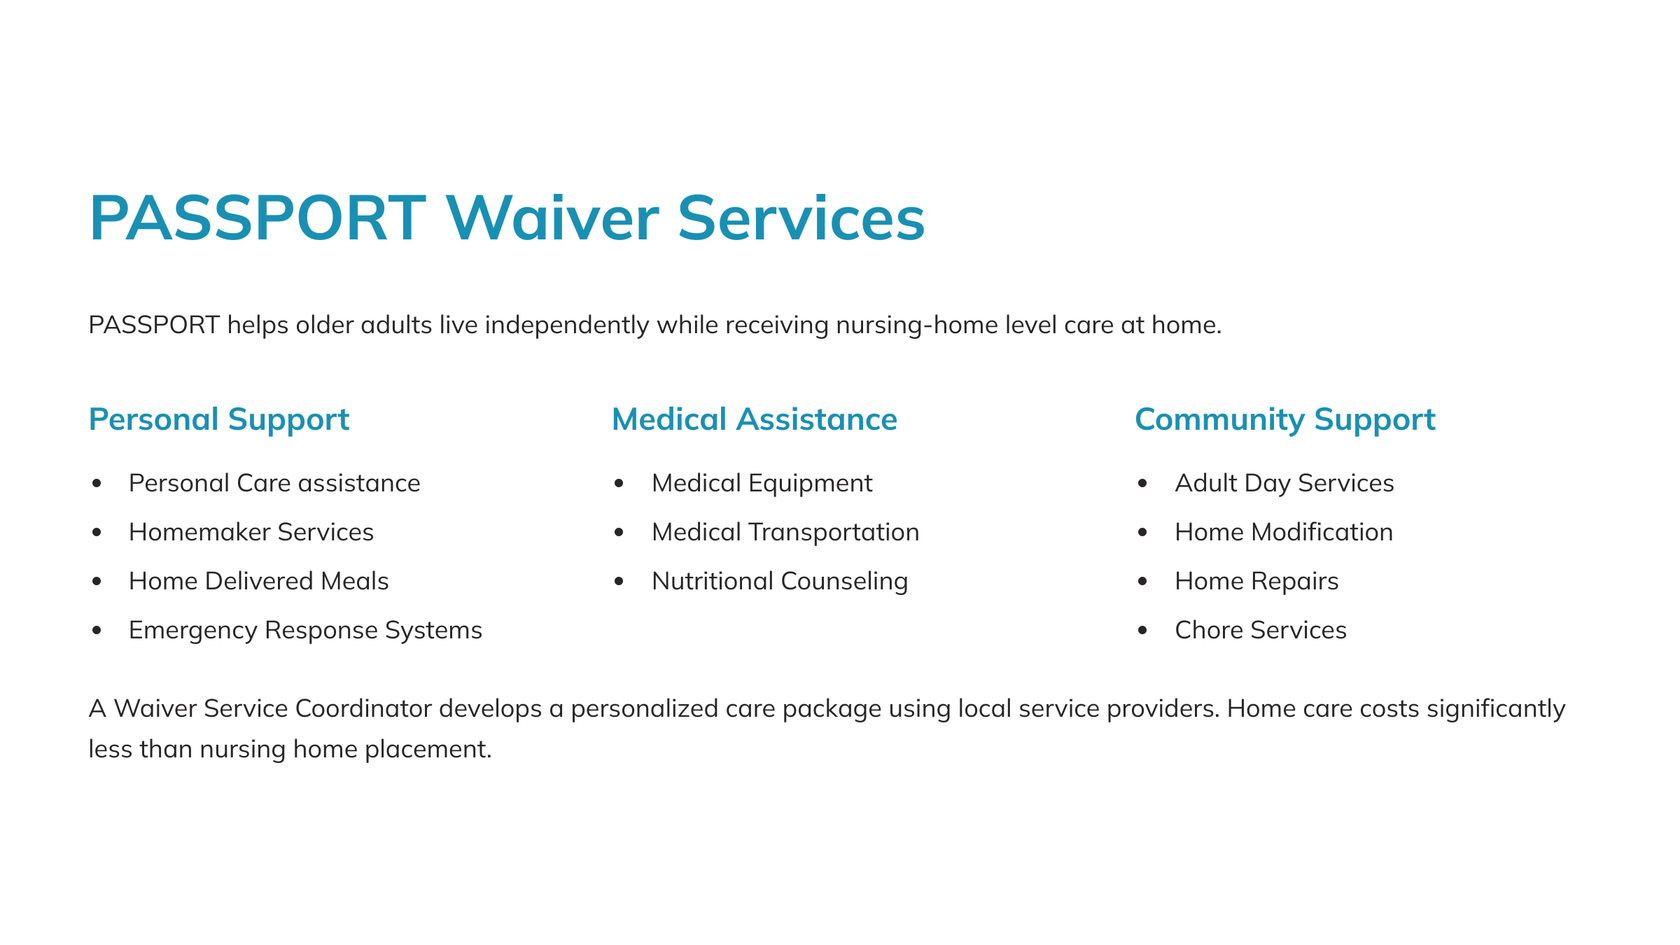 PASSPORT Waiver Services
PASSPORT helps older adults live independently while receiving nursing-home level care at home.
Personal Support
• Personal Care assistance
• Homemaker Services
• Home Delivered Meals
• Emergency Response Systems
Medical Assistance
• Medical Equipment
• Medical Transportation
• Nutritional Counseling
Community Support
• Adult Day Services
• Home Modification
• Home Repairs
• Chore Services
A Waiver Service Coordinator develops a personalized care package using local service providers. Home care costs significantly
less than nursing home placement.